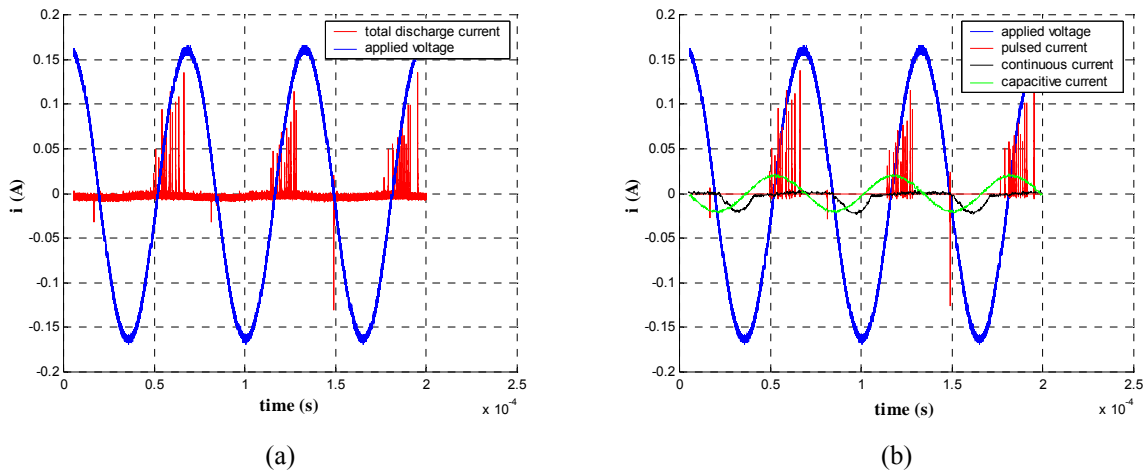 total discharge current
applied voltage
0.2
0.15
0.1
0.05
0
-0.05
-0.1
-0.15
-0.2
i (A)
0
0.5
1
1.5
2
2.5
x 10-4
time (s)
(a)
applied voltage
pulsed current
continuous current
capacitive current
0.2
0.15
0.1
0.05
0
-0.05
-0.1
-0.15
-0.2
i (A)
0
0.5
1
1.5
2
2.5
x 10-4
time (s)
(b)